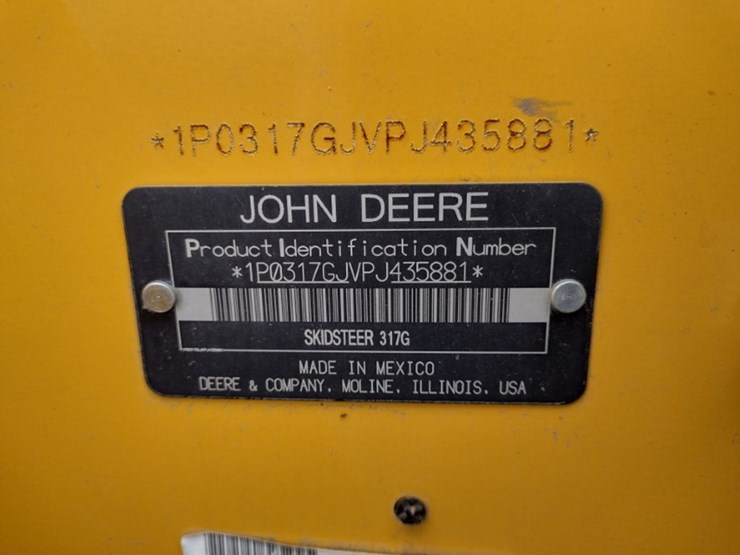 *1P0317GJVPJ435881*
JOHN DEERE
Product Identification Number
*1P0317GJVPJ435881*
SKIDSTEER 317G
MADE IN MEXICO
DEERE & COMPANY, MOLINE, ILLINOIS, USA